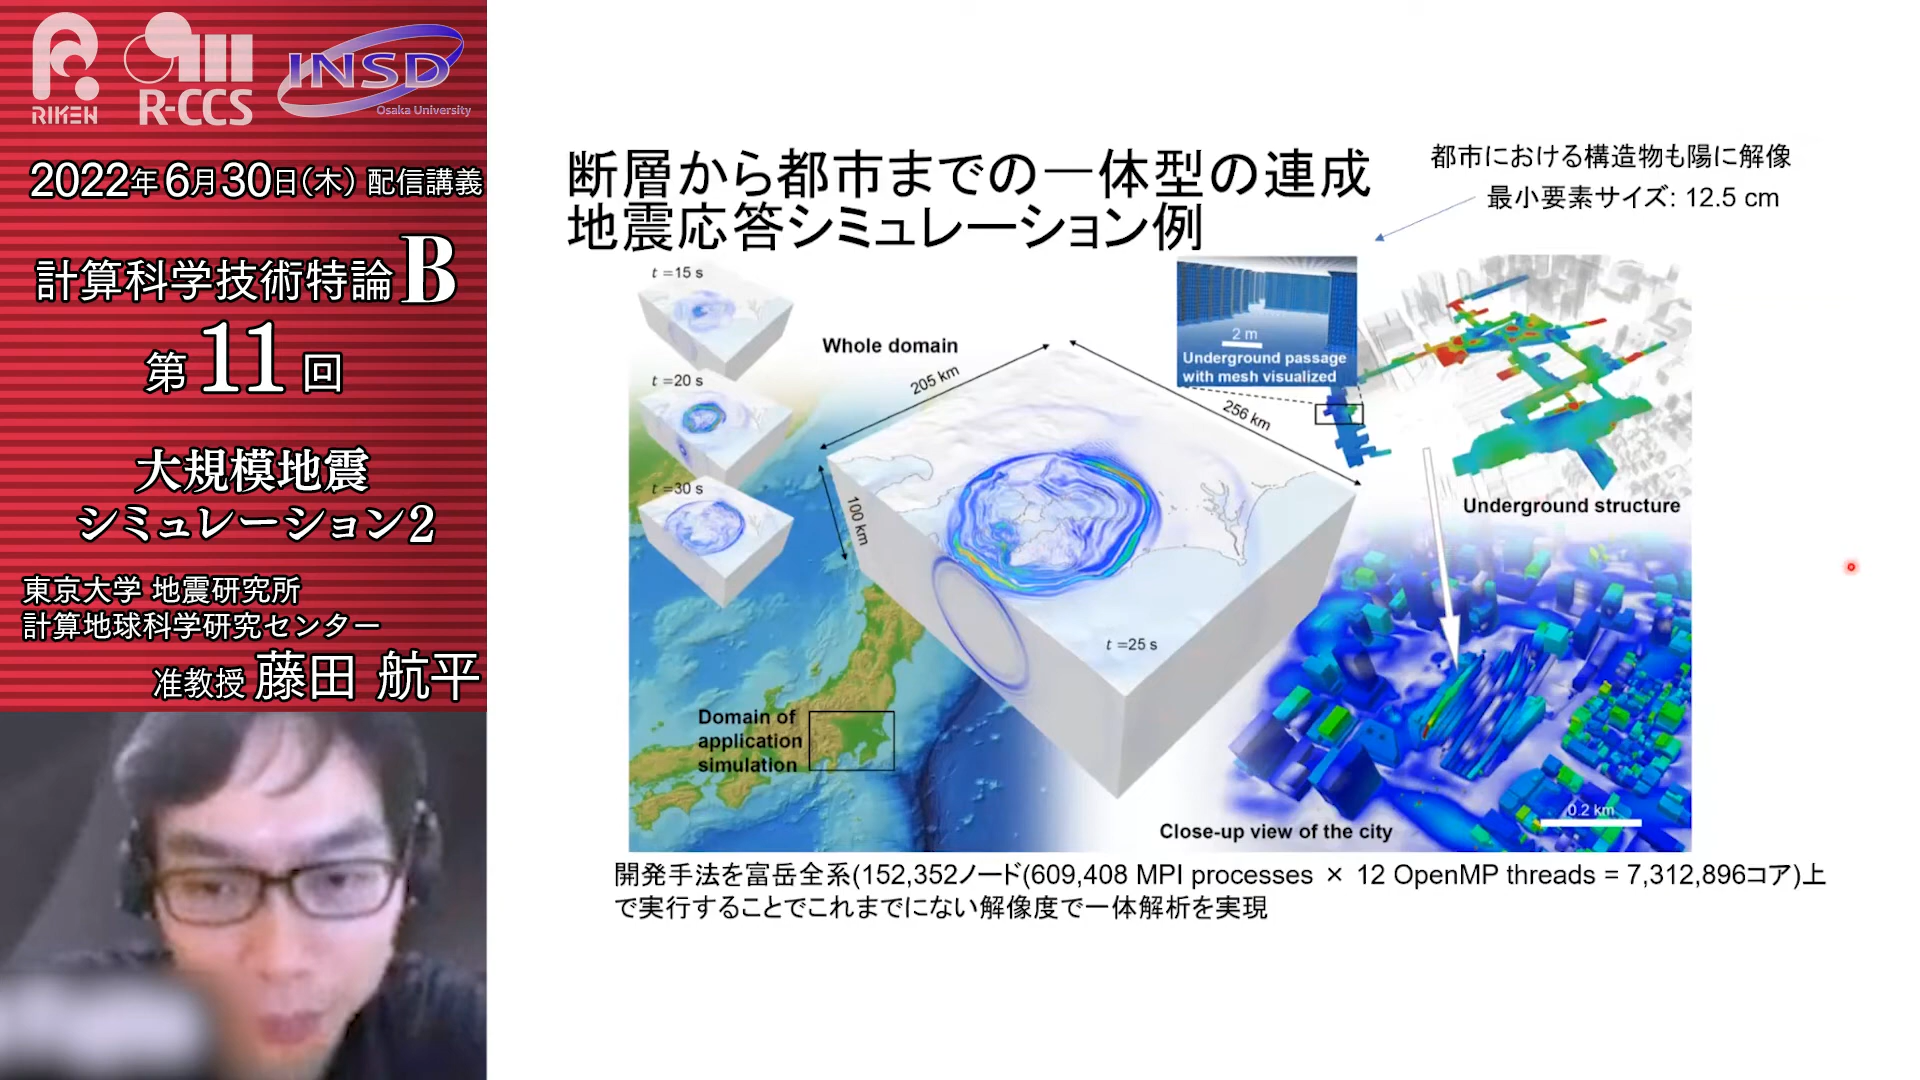 RIKEN
R-CCS
INSD
Osaka University
2022年6月30日(木) 配信講義
計算科学技術特論B
第11回
大規模地震
シミュレーション2
東京大学 地震研究所
計算地球科学研究センター
准教授 藤田 航平
断層から都市までの一体型の連成
地震応答シミュレーション例
都市における構造物も陽に解像
最小要素サイズ: 12.5 cm
t =15 s
t =20 s
t =30 s
Whole domain
205 km
256 km
100 km
t =25 s
Domain of
application
simulation
2 m
Underground passage
with mesh visualized
Underground structure
0.2 km
Close-up view of the city
開発手法を富岳全系(152,352ノード(609,408 MPI processes × 12 OpenMP threads = 7,312,896コア)上
で実行することでこれまでにない解像度で一体解析を実現